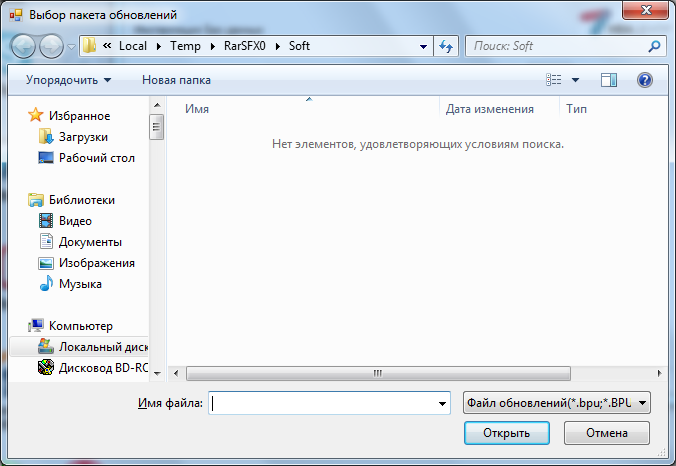 Выбор пакета обновлений
« Local Temp RarSFX0 Soft
Поиск: Soft
Упорядочить
Новая папка
Избранное
Загрузки
Рабочий стол
Библиотеки
Видео
Документы
Изображения
Музыка
Компьютер
Локальный диск
Дисковод BD-RO
Имя
Дата изменения
Тип
Нет элементов, удовлетворяющих условиям поиска.
Имя файла:
Файл обновлений(*.bpu;*.BPU
Открыть
Отмена